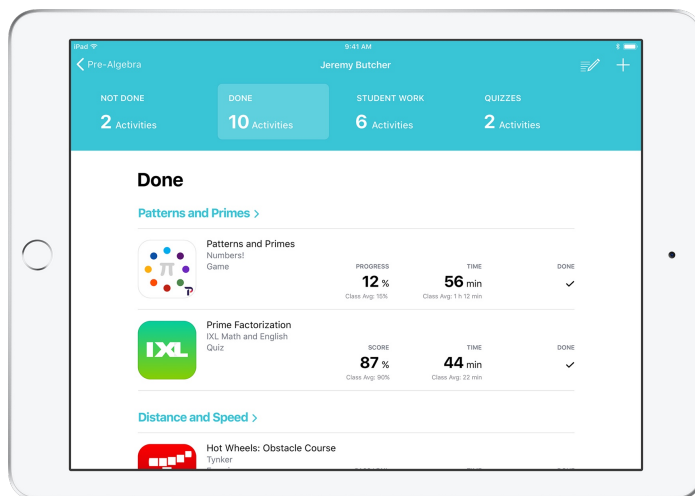 iPad 9:41 AM
Pre-Algebra Jeremy Butcher
NOT DONE DONE STUDENT WORK QUIZZES
2 Activities 10 Activities 6 Activities 2 Activities
Done
Patterns and Primes >
Patterns and Primes
Numbers!
Game
PROGRESS TIME DONE
12 % 56 min ✓
Class Avg: 15% Class Avg: 1 h 12 min
π
P
Prime Factorization
IXL Math and English
Quiz
SCORE TIME DONE
87 % 44 min ✓
Class Avg: 90% Class Avg: 22 min
IXL
Distance and Speed >
Hot Wheels: Obstacle Course
Tynker